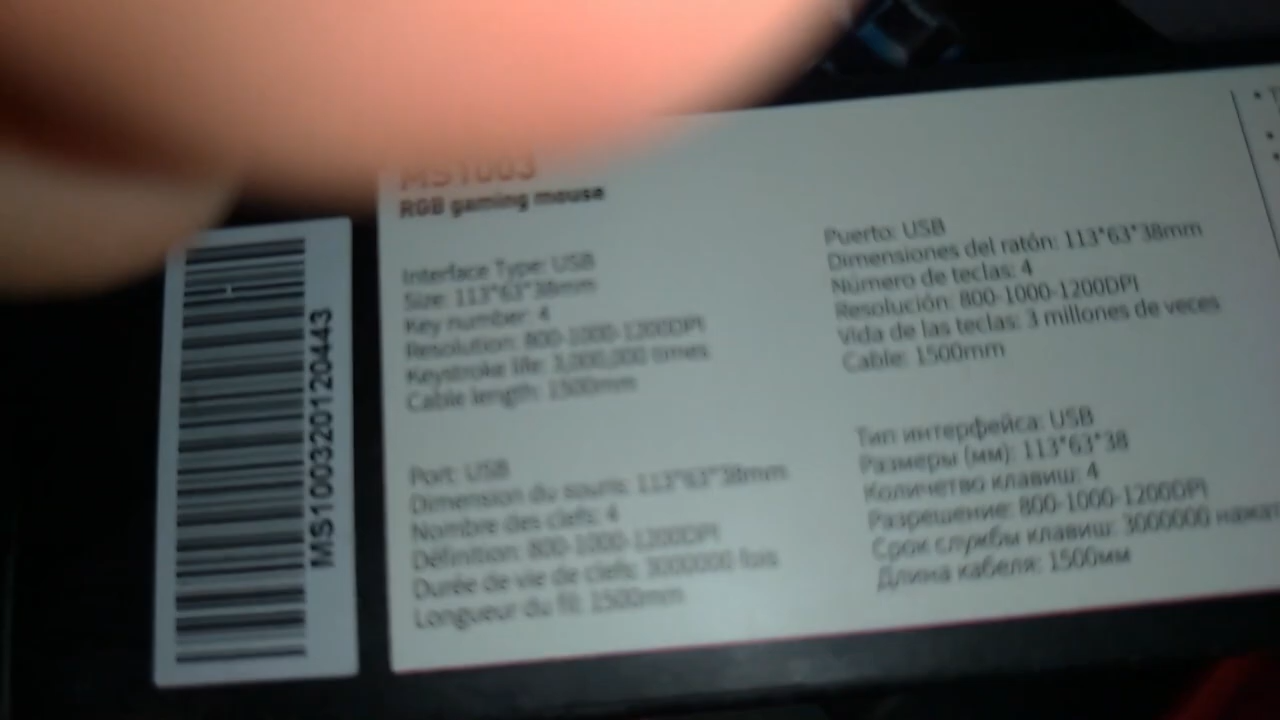 MS1003
RGB gaming mouse
Interface Type: USB
Size: 113*63*38mm
Key number: 4
Resolution: 800-1000-1200DPI
Keystroke life: 3,000,000 times
Cable length: 1500mm
Port: USB
Dimension du souris: 113*63*38mm
Nombre des clefs: 4
Définition: 800-1000-1200DPI
Durée de vie de clefs: 3000000 fois
Longueur du fil: 1500mm
Puerto: USB
Dimensiones del ratón: 113*63*38mm
Número de teclas: 4
Resolución: 800-1000-1200DPI
Vida de las teclas: 3 millones de veces
Cable: 1500mm
Тип интерфейса: USB
Размеры (мм): 113*63*38
Количетво клавиш: 4
Разрешение: 800-1000-1200DPI
Срок службы клавиш: 3000000
Длина кабеля: 1500мм
MS100320120443